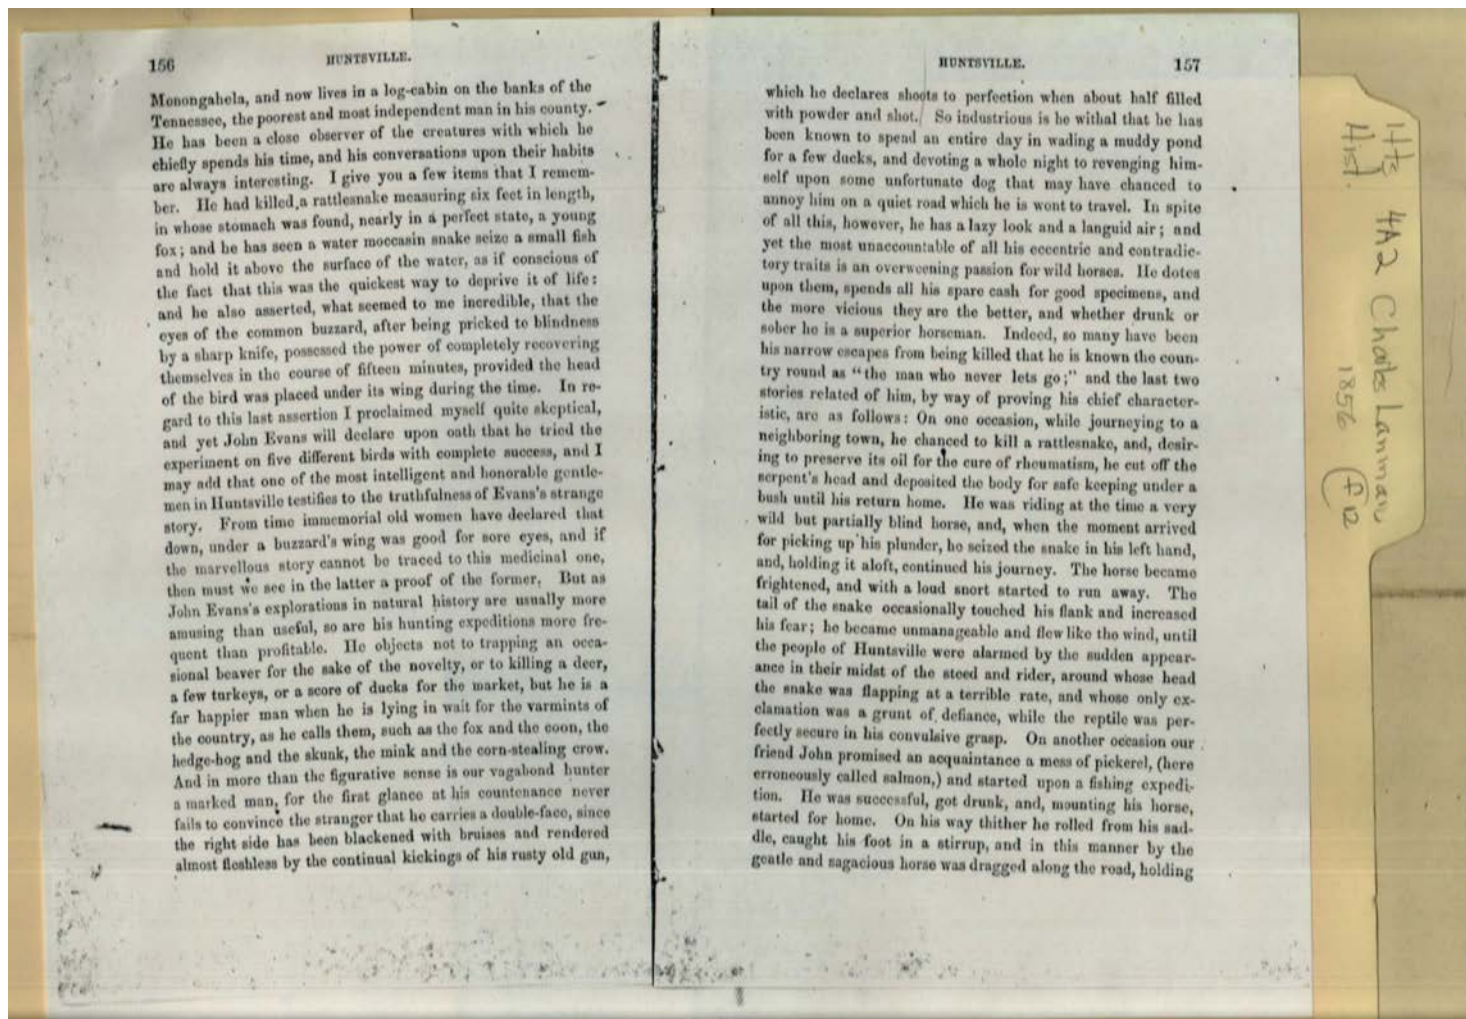 156
HUNTSVILLE.
Monongahela, and now lives in a log-cabin on the banks of the
Tennessee, the poorest and most independent man in his county.
He has been a close observer of the creatures with which he
chiefly spends his time, and his conversations upon their habits
are always interesting. I give you a few items that I remem-
ber. He had killed a rattlesnake measuring six feet in length,
in whose stomach was found, nearly in a perfect state, a young
fox; and he has seen a water moccasin snake seize a small fish
and hold it above the surface of the water, as if conscious of
the fact that this was the quickest way to deprive it of life:
and he also asserted, what seemed to me incredible, that the
eyes of the common buzzard, after being pricked to blindness
by a sharp knife, possessed the power of completely recovering
themselves in the course of fifteen minutes, provided the head
of the bird was placed under its wing during the time. In re-
gard to this last assertion I proclaimed myself quite skeptical,
and yet John Evans will declare upon oath that he tried the
experiment on five different birds with complete success, and I
may add that one of the most intelligent and honorable gentle-
men in Huntsville testifies to the truthfulness of Evans's strange
story. From time immemorial old women have declared that
down, under a buzzard's wing was good for sore eyes, and if
the marvellous story cannot be traced to this medicinal one,
then must we see in the latter a proof of the former. But as
John Evans's explorations in natural history are usually more
amusing than useful, so are his hunting expeditions more fre-
quent than profitable. He objects not to trapping an occa-
sional beaver for the sake of the novelty, or to killing a deer,
a few turkeys, or a score of ducks for the market, but he is a
far happier man when he is lying in wait for the varmints of
the country, as he calls them, such as the fox and the coon, the
hedge-hog and the skunk, the mink and the corn-stealing crow.
And in more than the figurative sense is our vagabond hunter
a marked man, for the first glance at his countenance never
fails to convince the stranger that he carries a double-face, since
the right side has been blackened with bruises and rendered
almost fleshless by the continual kickings of his rusty old gun,
HUNTSVILLE.
157
which he declares shoots to perfection when about half filled
with powder and shot. So industrious is he withal that he has
been known to spend an entire day in wading a muddy pond
for a few ducks, and devoting a whole night to revenging him-
self upon some unfortunate dog that may have chanced to
annoy him on a quiet road which he is wont to travel. In spite
of all this, however, he has a lazy look and a languid air; and
yet the most unaccountable of all his eccentric and contradic-
tory traits is an overweening passion for wild horses. He dotes
upon them, spends all his spare cash for good specimens, and
the more vicious they are the better, and whether drunk or
sober he is a superior horseman. Indeed, so many have been
his narrow escapes from being killed that he is known the coun-
try round as "the man who never lets go;" and the last two
stories related of him, by way of proving his chief character-
istic, are as follows: On one occasion, while journeying to a
neighboring town, he chanced to kill a rattlesnake, and, desir-
ing to preserve its oil for the cure of rheumatism, he cut off the
serpent's head and deposited the body for safe keeping under a
bush until his return home. He was riding at the time a very
wild but partially blind horse, and, when the moment arrived
for picking up his plunder, he seized the snake in his left hand,
and, holding it aloft, continued his journey. The horse became
frightened, and with a loud snort started to run away. The
tail of the snake occasionally touched his flank and increased
his fear; he became unmanageable and flew like the wind, until
the people of Huntsville were alarmed by the sudden appear-
ance in their midst of the steed and rider, around whose head
the snake was flapping at a terrible rate, and whose only ex-
clamation was a grunt of defiance, while the reptile was per-
fectly secure in his convulsive grasp. On another occasion our
friend John promised an acquaintance a mess of pickerel, (here
erroneously called salmon,) and started upon a fishing expedi-
tion. He was successful, got drunk, and, mounting his horse,
started for home. On his way thither he rolled from his sad-
dle, caught his foot in a stirrup, and in this manner by the
gentle and sagacious horse was dragged along the road, holding
4A2 Charles Lanman,
Hist.
1856 f12